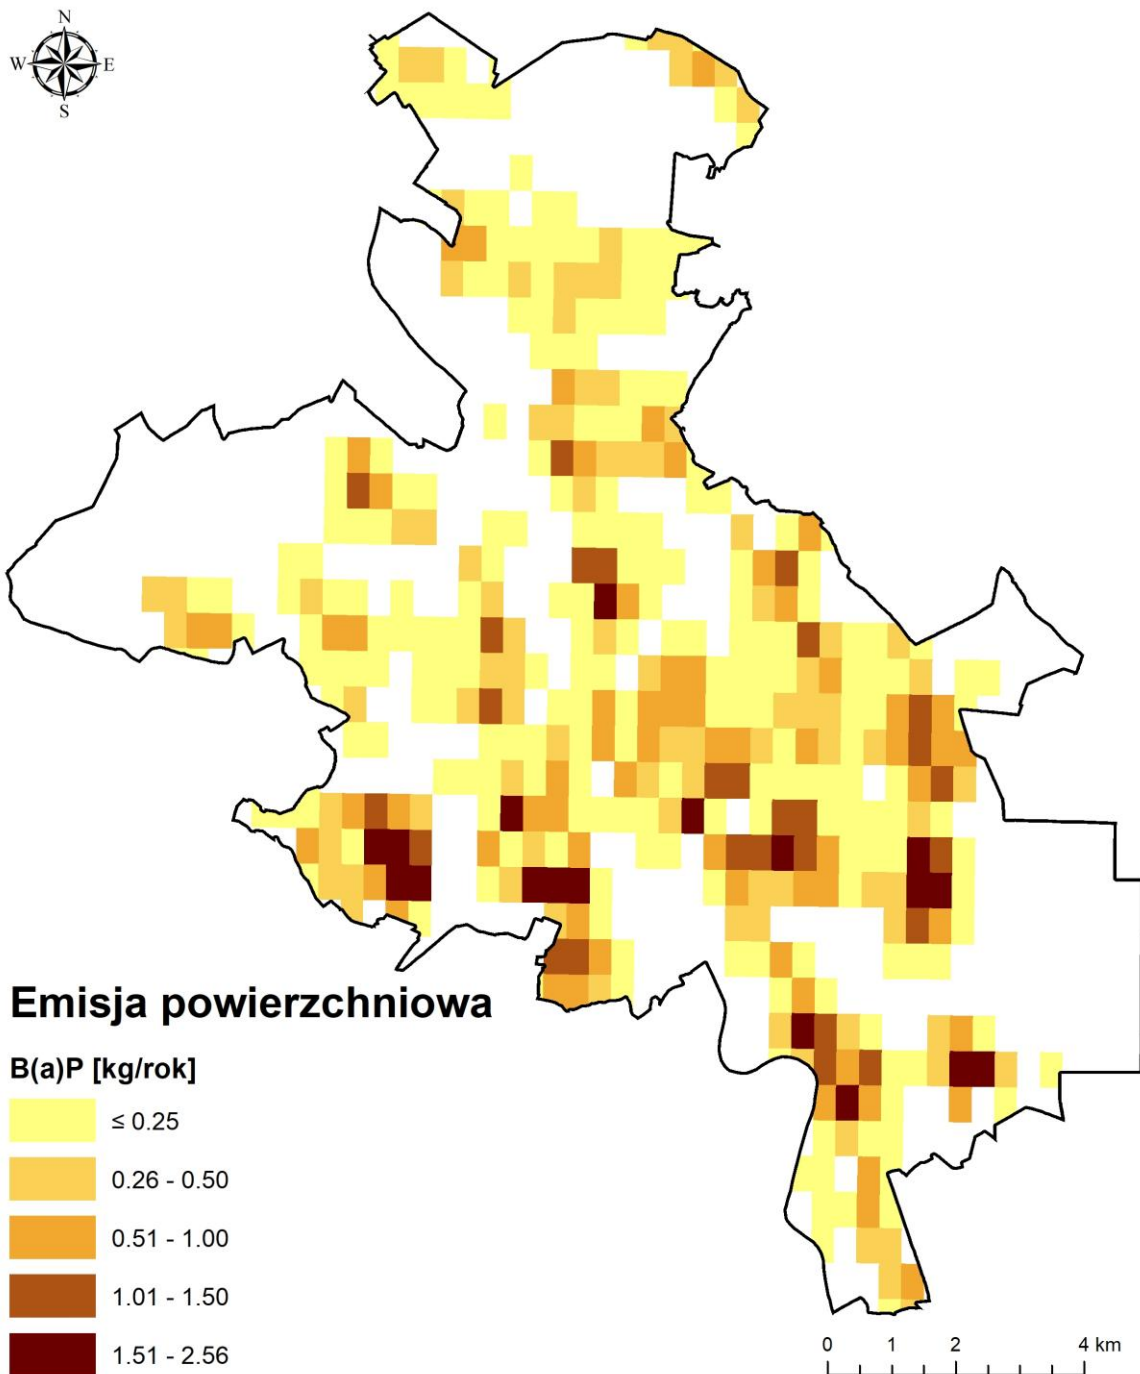 N
W E
S
Emisja powierzchniowa
B(a)P [kg/rok]
≤ 0.25
0.26 - 0.50
0.51 - 1.00
1.01 - 1.50
1.51 - 2.56
0 1 2 4 km